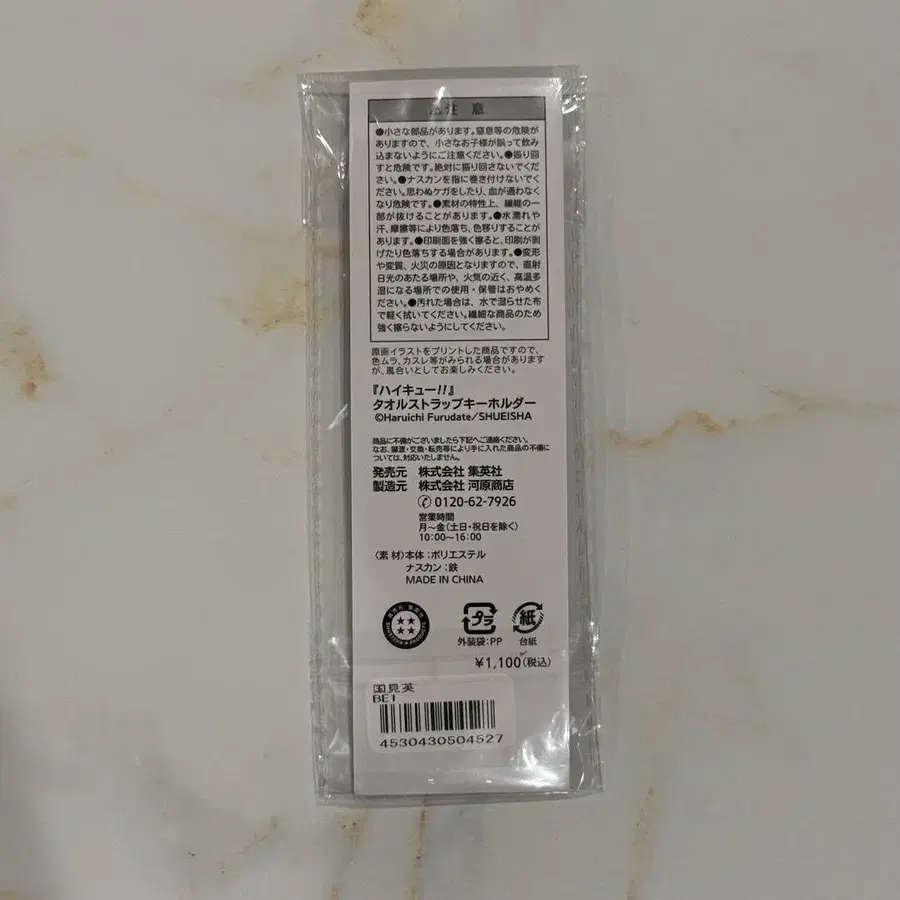 ⚠注 意
●小さな部品があります。窒息等の危険が
ありますので、小さなお子様が誤って飲み
込まないようにご注意ください。●振り回
すと危険です。絶対に振り回さないでくだ
さい。●ナスカンを指に巻き付けないでく
ださい。思わぬケガをしたり、血が通わなく
なり危険です。●素材の特性上、繊維の一
部が抜けることがあります。●水濡れや
汗、摩擦等により色落ち、色移りすることが
あります。●印刷面を強く擦ると、印刷が剥
げたり色落ちする場合があります。●変形
や変質、火災の原因となりますので、直射
日光のあたる場所や、火気の近く、高温多
湿になる場所での使用・保管はおやめく
ださい。●汚れた場合は、水で湿らせた布
で軽く拭いてください。繊細な商品のため
強く擦らないようにしてください。
原画イラストをプリントした商品ですので、
色ムラ、カスレ等がみられる場合があります
が、風合いとしてお楽しみください。
『ハイキュー!!』
タオルストラップキーホルダー
©Haruichi Furudate/SHUEISHA
商品に不備がございましたら下記へご連絡ください。
なお、譲渡・交換・転売等により手に入れた商品の不備に
ついては、対応いたしません。
発売元 株式会社 集英社
製造元 株式会社 河原商店
0120-62-7926
営業時間
月〜金(土日・祝日を除く)
10:00〜16:00
〈素 材〉本体:ポリエステル
ナスカン:鉄
MADE IN CHINA
プラ
紙
外装袋:PP
台紙
¥1,100(税込)
国見英
BE1
4530430504527